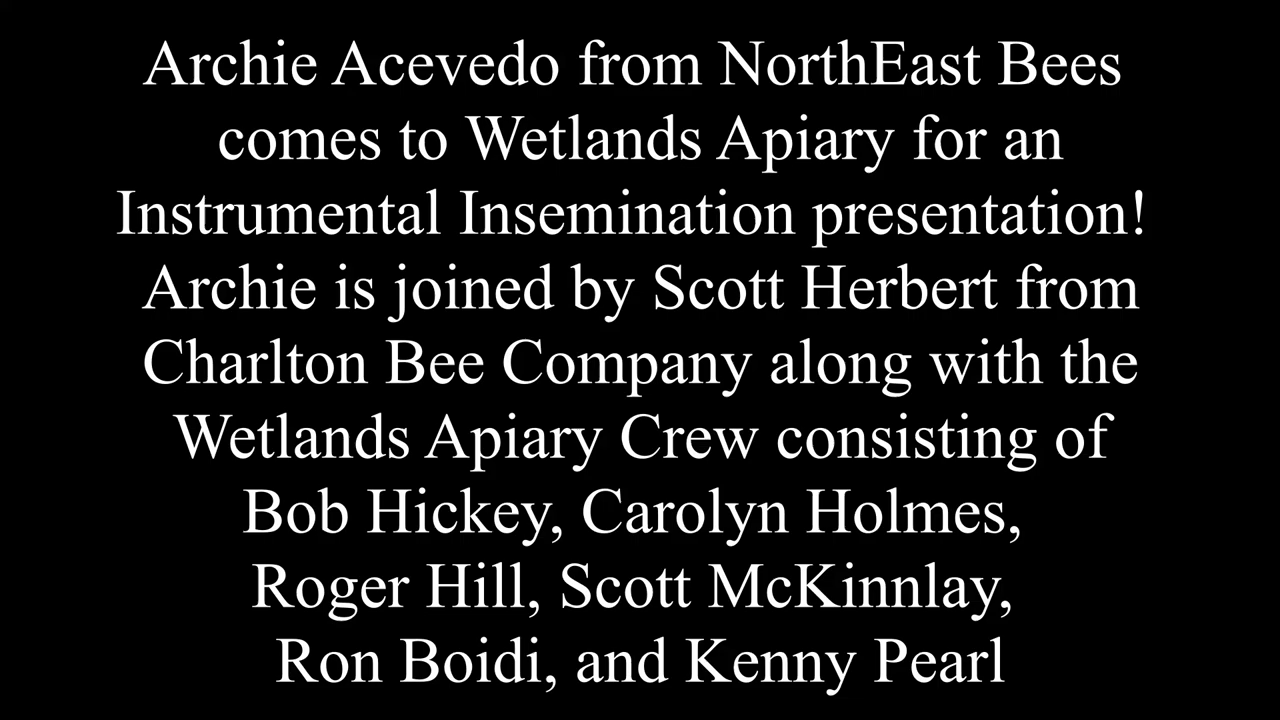 Archie Acevedo from NorthEast Bees
comes to Wetlands Apiary for an
Instrumental Insemination presentation!
Archie is joined by Scott Herbert from
Charlton Bee Company along with the
Wetlands Apiary Crew consisting of
Bob Hickey, Carolyn Holmes,
Roger Hill, Scott McKinnlay,
Ron Boidi, and Kenny Pearl